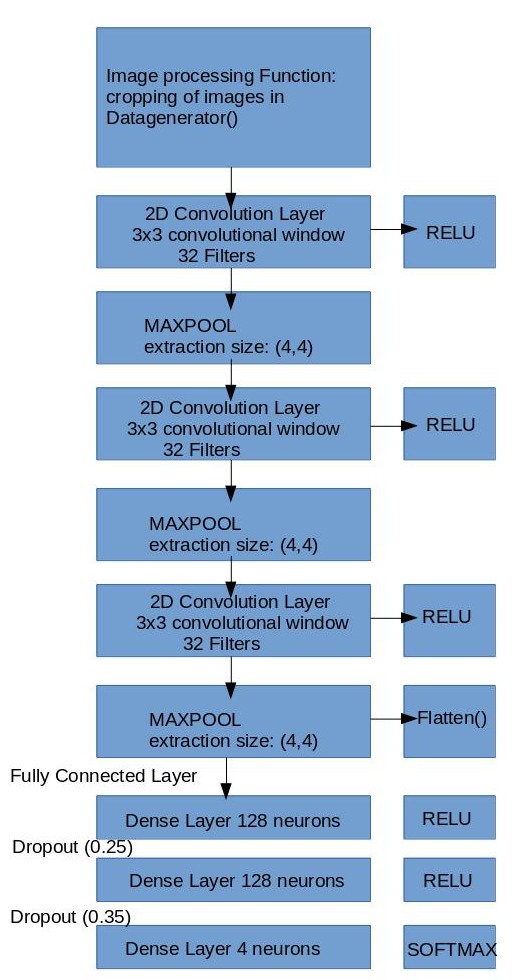 Image processing Function:
cropping of images in
Datagenerator()
2D Convolution Layer
3x3 convolutional window
32 Filters
RELU
MAXPOOL
extraction size: (4,4)
2D Convolution Layer
3x3 convolutional window
32 Filters
RELU
MAXPOOL
extraction size: (4,4)
2D Convolution Layer
3x3 convolutional window
32 Filters
RELU
MAXPOOL
extraction size: (4,4)
Flatten()
Fully Connected Layer
Dense Layer 128 neurons
RELU
Dropout (0.25)
Dense Layer 128 neurons
RELU
Dropout (0.35)
Dense Layer 4 neurons
SOFTMAX